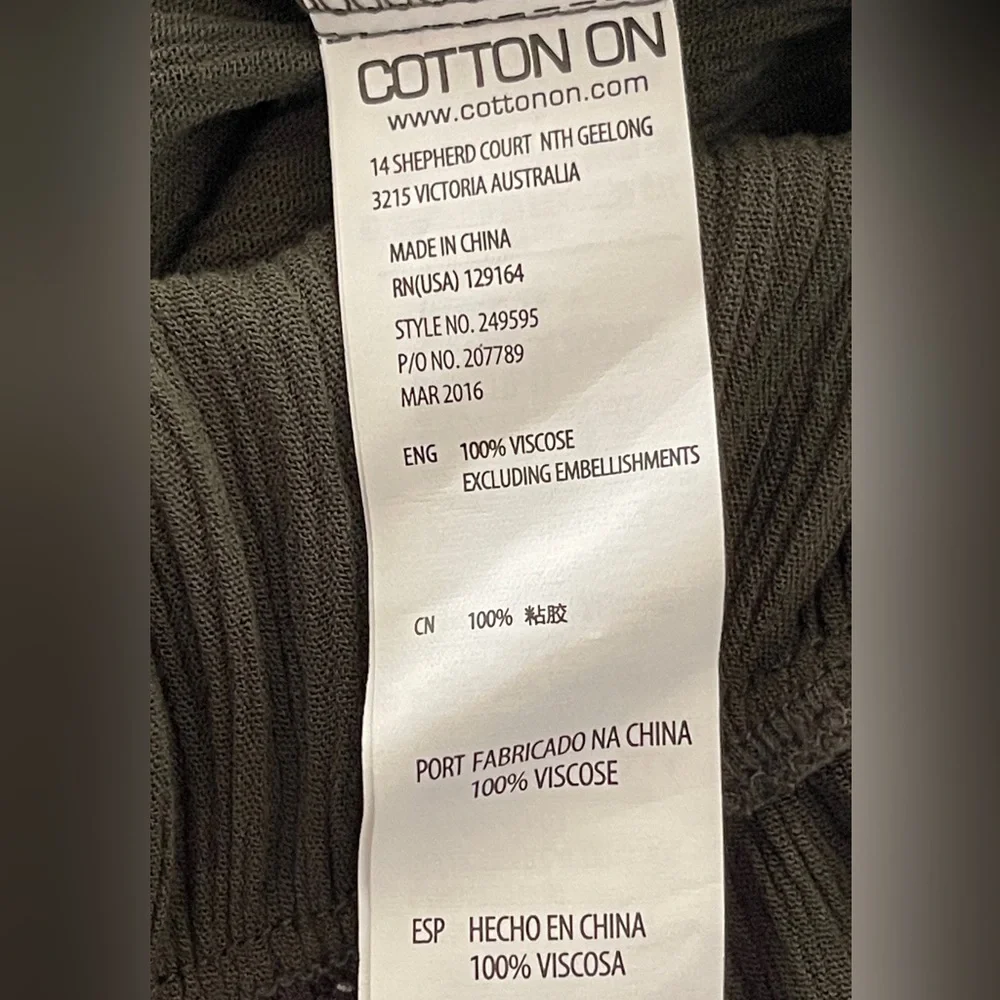 COTTON ON
www.cottonon.com
14 SHEPHERD COURT NTH GEELONG
3215 VICTORIA AUSTRALIA
MADE IN CHINA
RN(USA) 129164
STYLE NO. 249595
P/O NO. 207789
MAR 2016
ENG 100% VISCOSE
EXCLUDING EMBELLISHMENTS
CN 100% 粘胶
PORT FABRICADO NA CHINA
100% VISCOSE
ESP HECHO EN CHINA
100% VISCOSA